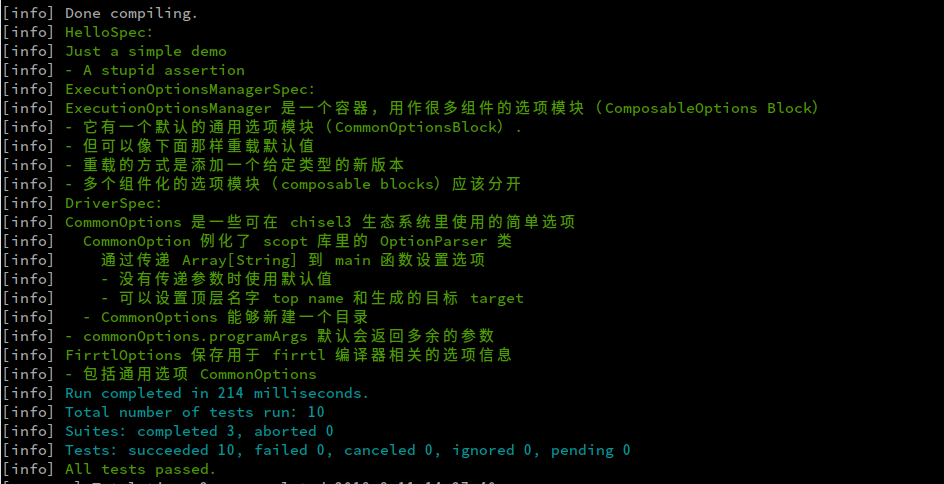 [info] Done compiling.
[info] HelloSpec:
[info] Just a simple demo
[info] - A stupid assertion
[info] ExecutionOptionsManagerSpec:
[info] ExecutionOptionsManager 是一个容器，用作很多组件的选项模块（ComposableOptions Block）
[info] - 它有一个默认的通用选项模块（CommonOptionsBlock）.
[info] - 但可以像下面那样重载默认值
[info] - 重载的方式是添加一个给定类型的新版本
[info] - 多个组件化的选项模块（composable blocks）应该分开
[info] DriverSpec:
[info] CommonOptions 是一些可在 chisel3 生态系统里使用的简单选项
[info]   CommonOption 例化了 scopt 库里的 OptionParser 类
[info]     通过传递 Array[String] 到 main 函数设置选项
[info]     - 没有传递参数时使用默认值
[info]     - 可以设置顶层名字 top name 和生成的目标 target
[info]   - CommonOptions 能够新建一个目录
[info] - commonOptions.programArgs 默认会返回多余的参数
[info] FirrtlOptions 保存用于 firrtl 编译器相关的选项信息
[info] - 包括通用选项 CommonOptions
[info] Run completed in 214 milliseconds.
[info] Total number of tests run: 10
[info] Suites: completed 3, aborted 0
[info] Tests: succeeded 10, failed 0, canceled 0, ignored 0, pending 0
[info] All tests passed.